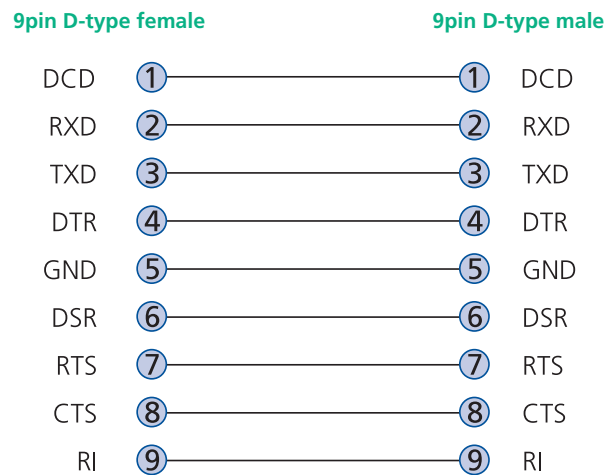 9pin D-type female 9pin D-type male
DCD 1 1 DCD
RXD 2 2 RXD
TXD 3 3 TXD
DTR 4 4 DTR
GND 5 5 GND
DSR 6 6 DSR
RTS 7 7 RTS
CTS 8 8 CTS
RI 9 9 RI